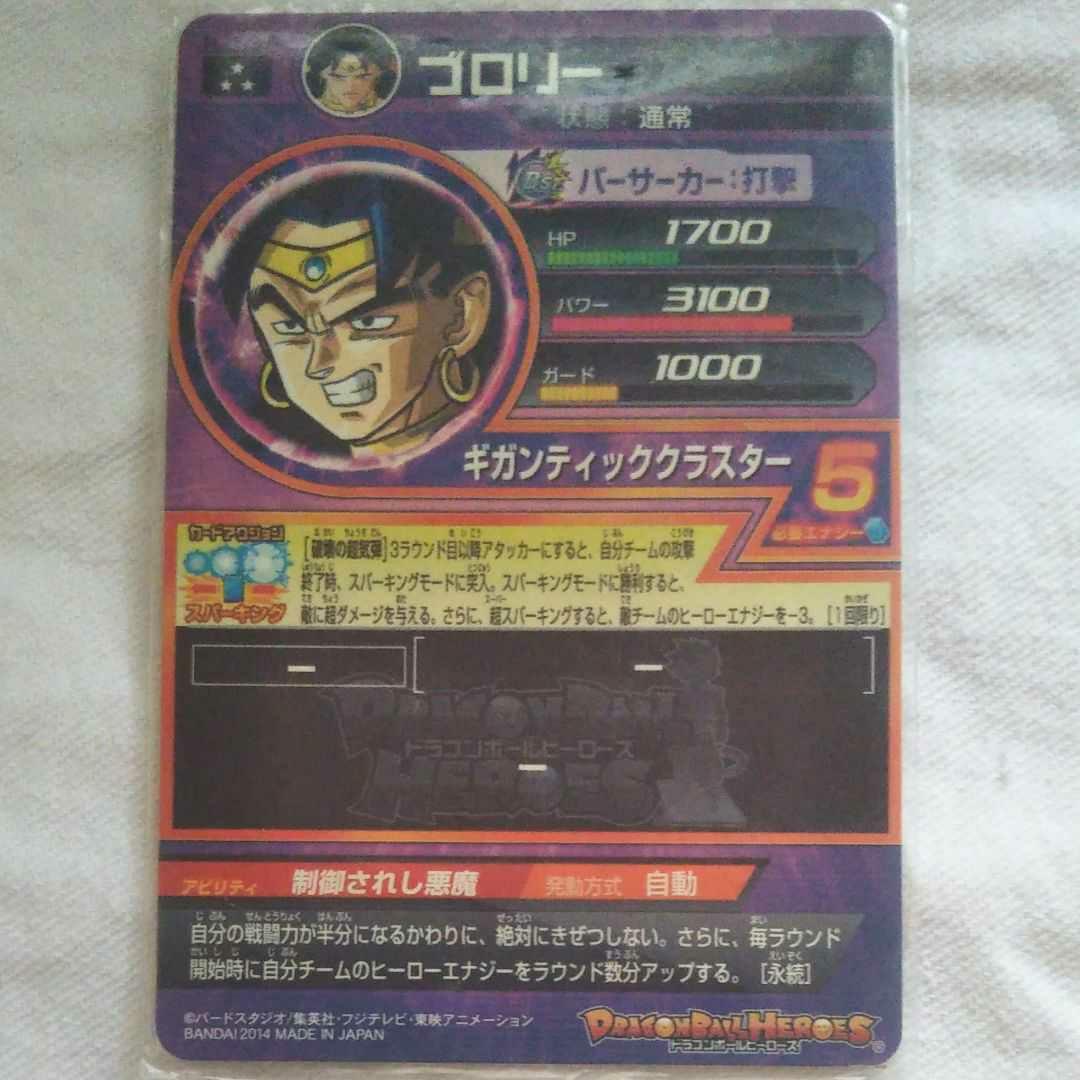 ブロリー
状態：通常
Bs バーサーカー：打撃
HP 1700
パワー 3100
ガード 1000
ギガンティッククラスター 5
必要エナジー
カードアクション
スパーキング
[破壊の超気弾]3ラウンド目以降アタッカーにすると、自分チームの攻撃
終了時、スパーキングモードに突入。スパーキングモードに勝利すると、
敵に超ダメージを与える。さらに、超スパーキングすると、敵チームのヒーローエナジーを－3。[1回限り]
ー ー
DRAGON BALL
ドラゴンボールヒーローズ
HEROES
ー
アビリティ 制御されし悪魔 発動方式 自動
自分の戦闘力が半分になるかわりに、絶対にきぜつしない。さらに、毎ラウンド
開始時に自分チームのヒーローエナジーをラウンド数分アップする。[永続]
©バードスタジオ/集英社・フジテレビ・東映アニメーション
BANDAI 2014 MADE IN JAPAN
DRAGON BALL HEROES
ドラゴンボールヒーローズ